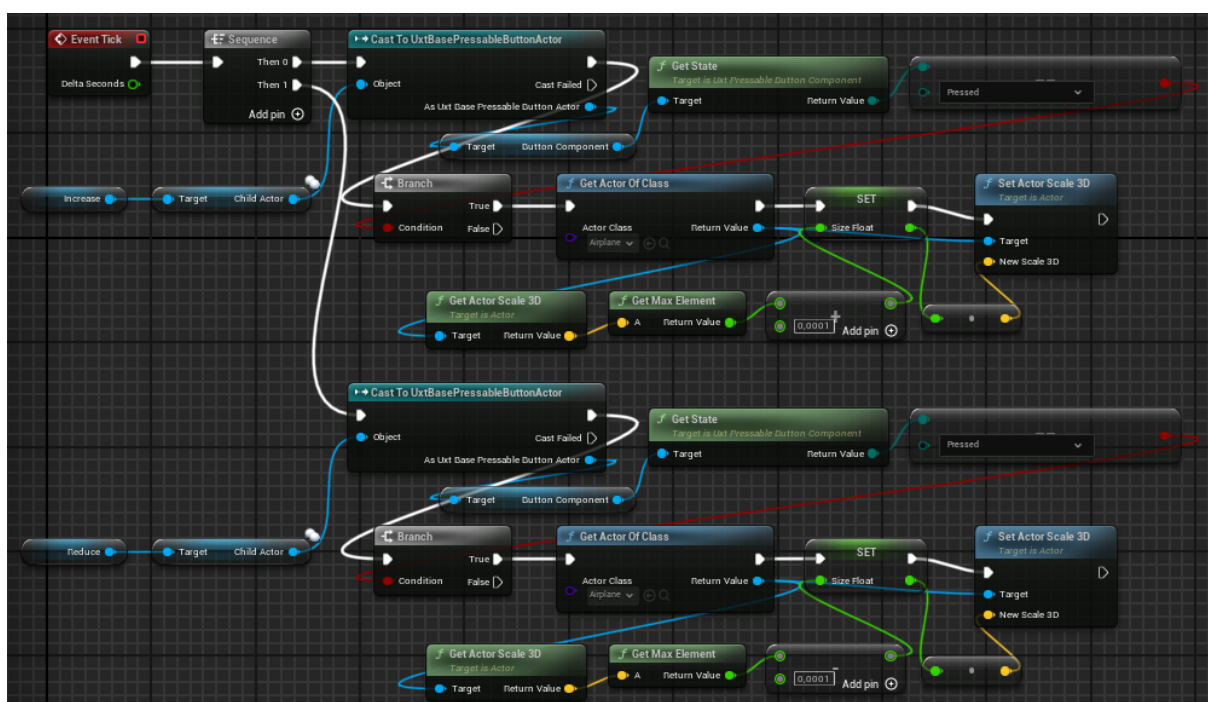 Event Tick
Delta Seconds
Sequence
Then 0
Then 1
Add pin
Cast To UxtBasePressableButtonActor
Object
Cast Failed
As Uxt Base Pressable Button Actor
Target Button Component
Get State
Target is Uxt Pressable Button Component
Target Return Value
==
Pressed
Increase
Target Child Actor
Branch
True
Condition False
Get Actor Of Class
Actor Class Return Value
Airplane
SET
Size Float
Set Actor Scale 3D
Target is Actor
Target
New Scale 3D
Get Actor Scale 3D
Target is Actor
Target Return Value
Get Max Element
A Return Value
+
0,0001 Add pin
Cast To UxtBasePressableButtonActor
Object
Cast Failed
As Uxt Base Pressable Button Actor
Target Button Component
Get State
Target is Uxt Pressable Button Component
Target Return Value
==
Pressed
Reduce
Target Child Actor
Branch
True
Condition False
Get Actor Of Class
Actor Class Return Value
Airplane
SET
Size Float
Set Actor Scale 3D
Target is Actor
Target
New Scale 3D
Get Actor Scale 3D
Target is Actor
Target Return Value
Get Max Element
A Return Value
-
0,0001 Add pin